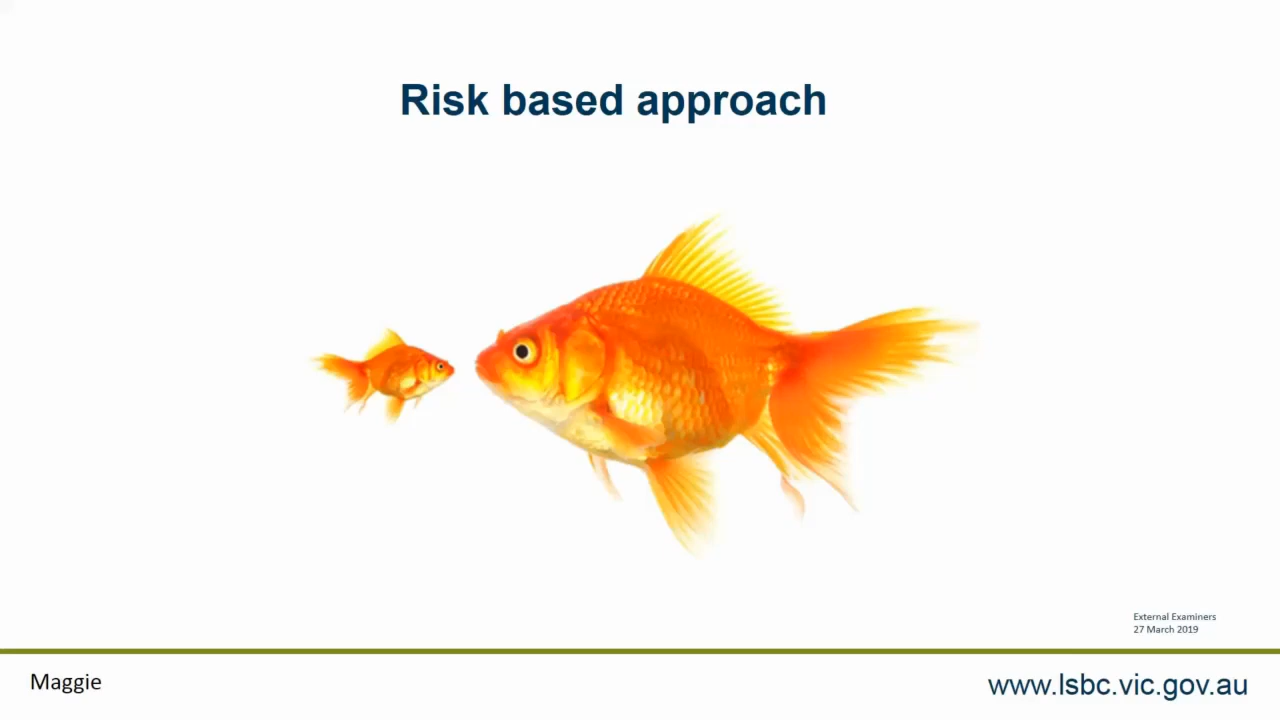 Risk based approach
External Examiners
27 March 2019
Maggie
www.lsbc.vic.gov.au